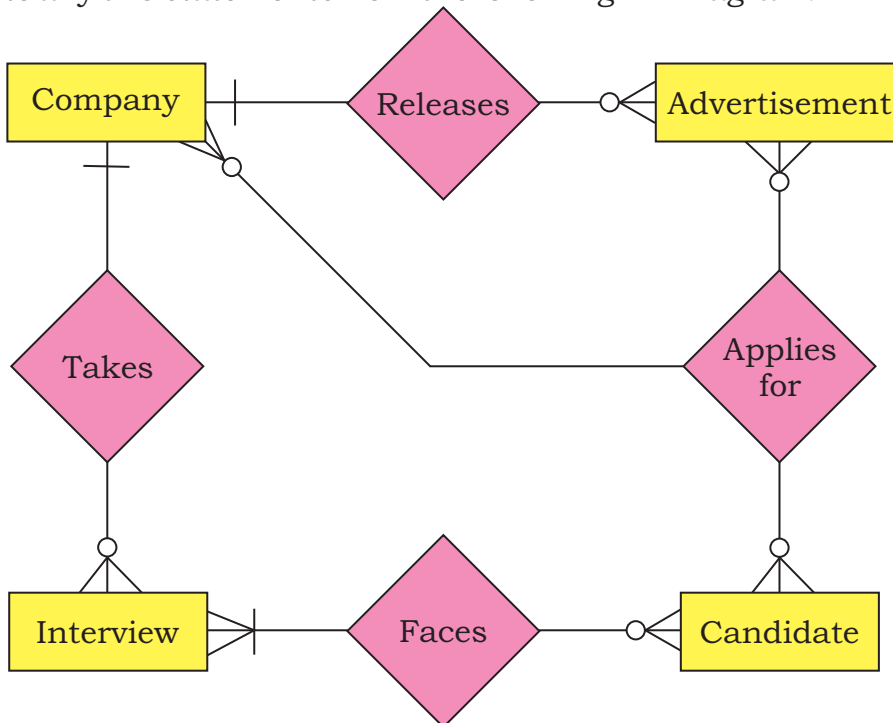 Company
Releases
Advertisement
Takes
Applies
for
Interview
Faces
Candidate